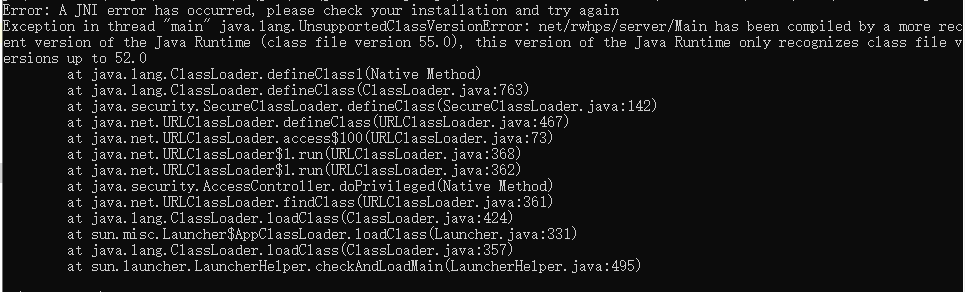 Error: A JNI error has occurred, please check your installation and try again
Exception in thread "main" java.lang.UnsupportedClassVersionError: net/rwhps/server/Main has been compiled by a more rec
ent version of the Java Runtime (class file version 55.0), this version of the Java Runtime only recognizes class file v
ersions up to 52.0
        at java.lang.ClassLoader.defineClass1(Native Method)
        at java.lang.ClassLoader.defineClass(ClassLoader.java:763)
        at java.security.SecureClassLoader.defineClass(SecureClassLoader.java:142)
        at java.net.URLClassLoader.defineClass(URLClassLoader.java:467)
        at java.net.URLClassLoader.access$100(URLClassLoader.java:73)
        at java.net.URLClassLoader$1.run(URLClassLoader.java:368)
        at java.net.URLClassLoader$1.run(URLClassLoader.java:362)
        at java.security.AccessController.doPrivileged(Native Method)
        at java.net.URLClassLoader.findClass(URLClassLoader.java:361)
        at java.lang.ClassLoader.loadClass(ClassLoader.java:424)
        at sun.misc.Launcher$AppClassLoader.loadClass(Launcher.java:331)
        at java.lang.ClassLoader.loadClass(ClassLoader.java:357)
        at sun.launcher.LauncherHelper.checkAndLoadMain(LauncherHelper.java:495)